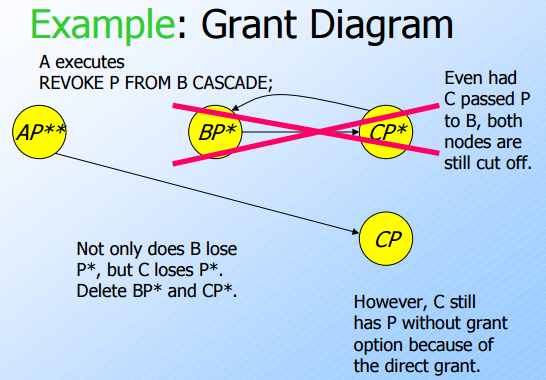 Example: Grant Diagram
A executes
REVOKE P FROM B CASCADE;
Even had
C passed P
to B, both
nodes are
still cut off.
AP**
BP*
CP*
CP
Not only does B lose
P*, but C loses P*.
Delete BP* and CP*.
However, C still
has P without grant
option because of
the direct grant.